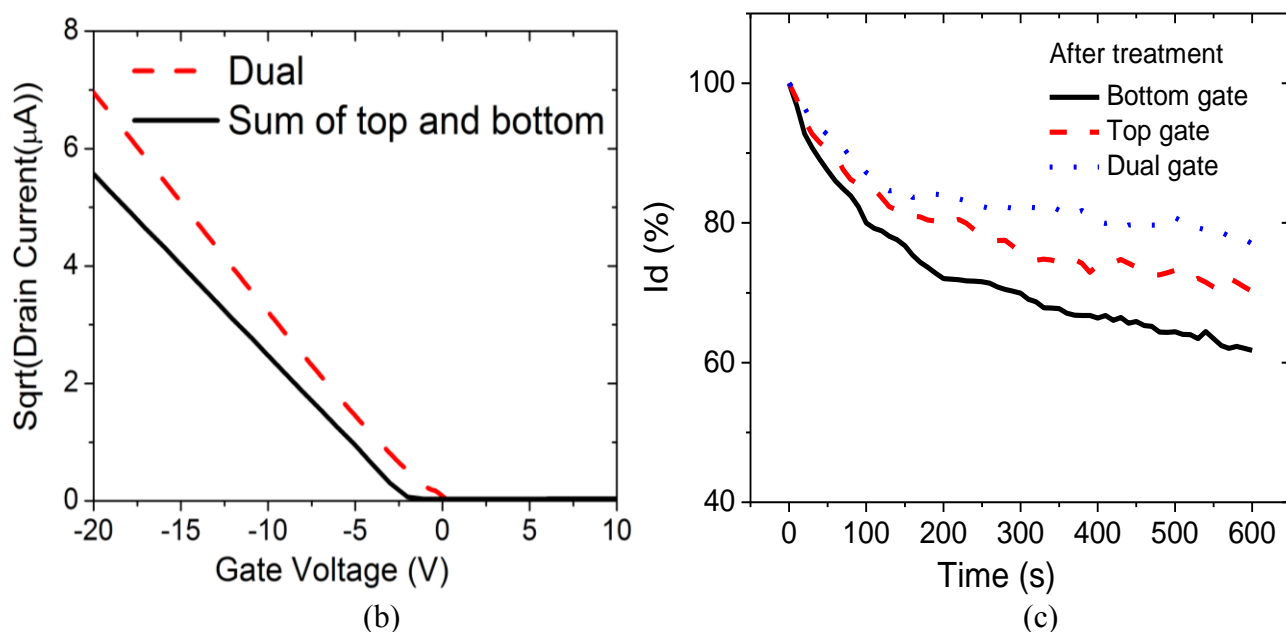 8
6
4
2
0
Sqrt(Drain Current(μA))
Dual
Sum of top and bottom
-20
-15
-10
-5
0
5
10
Gate Voltage (V)
(b)
100
80
60
40
Id (%)
After treatment
Bottom gate
Top gate
Dual gate
0
100
200
300
400
500
600
Time (s)
(c)